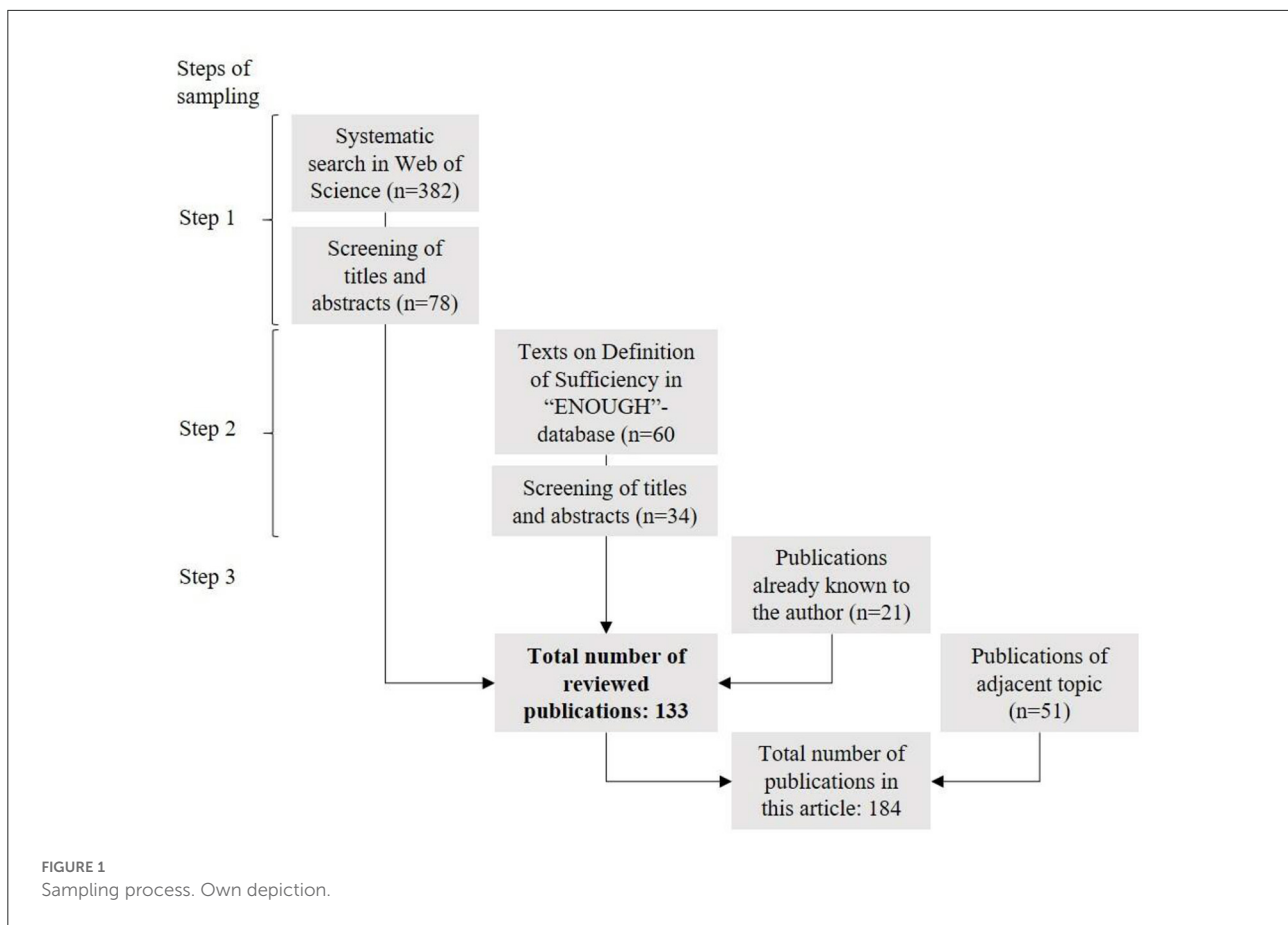 Steps of
sampling
Step 1
Systematic
search in Web of
Science (n=382)
Screening of
titles and
abstracts (n=78)
Step 2
Texts on Definition
of Sufficiency in
“ENOUGH”-
database (n=60
Screening of titles
and abstracts (n=34)
Step 3
Publications
already known to
the author (n=21)
Total number of
reviewed
publications: 133
Publications of
adjacent topic
(n=51)
Total number of
publications in
this article: 184
FIGURE 1
Sampling process. Own depiction.